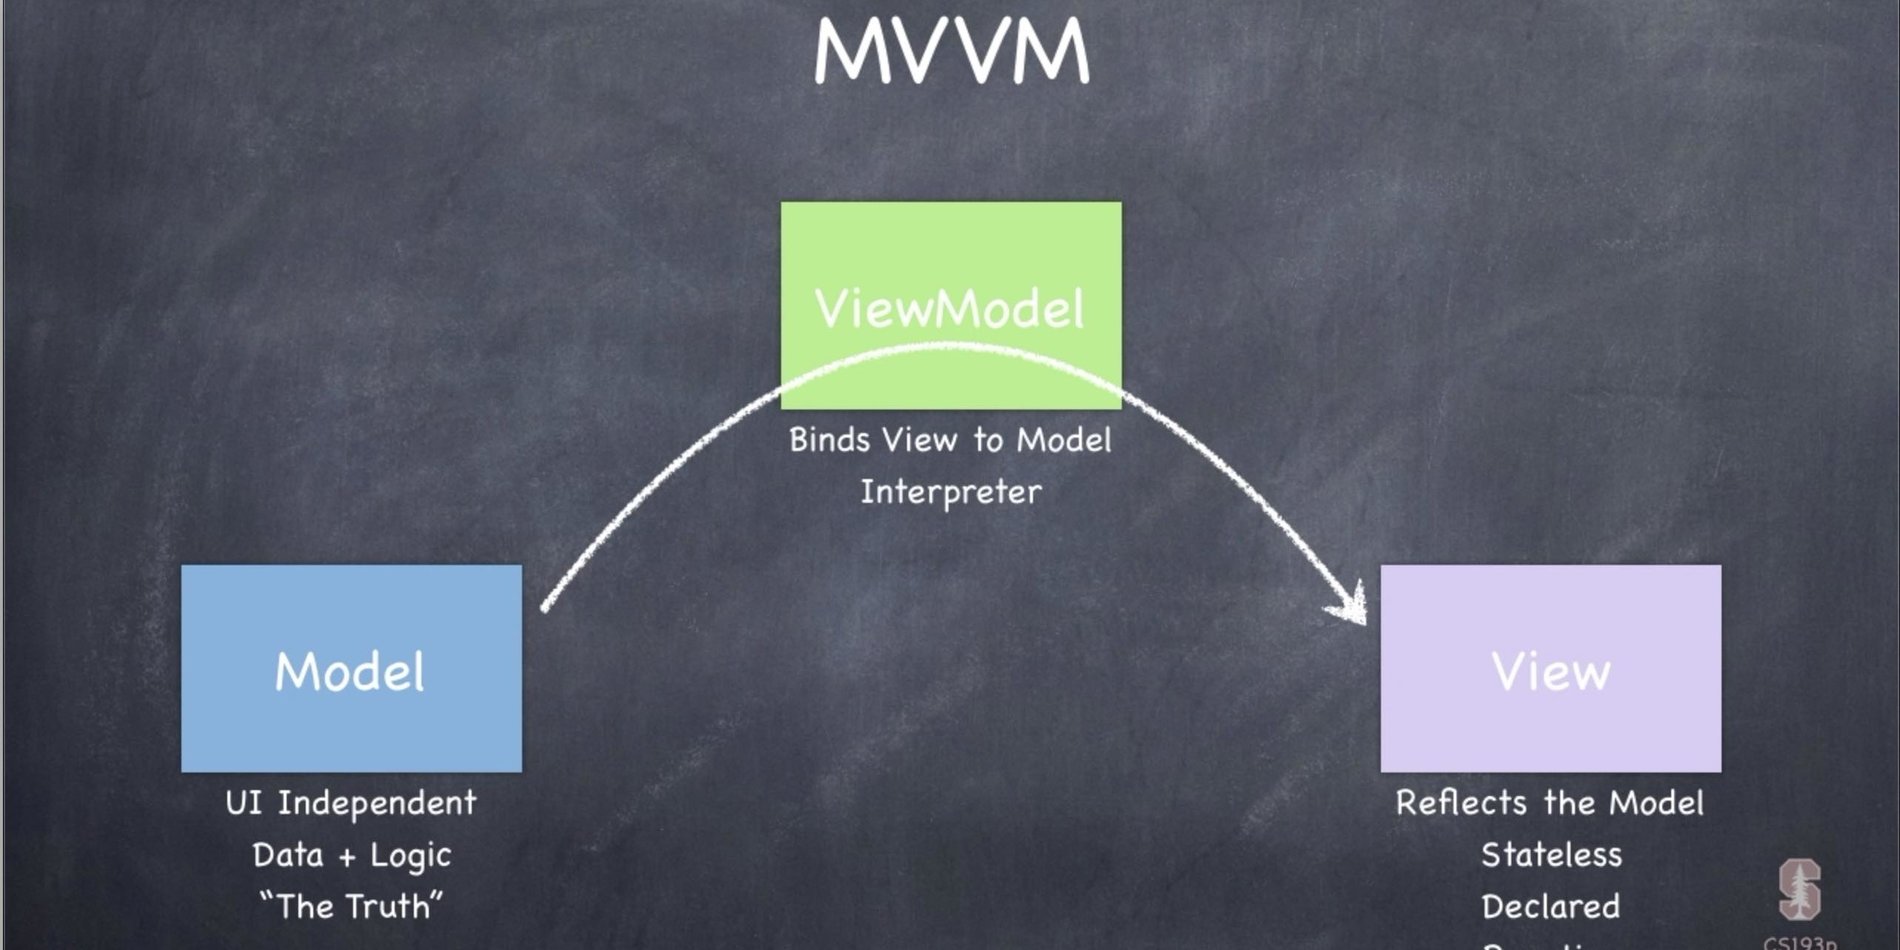 MVVM
ViewModel
Binds View to Model
Interpreter
Model
UI Independent
Data + Logic
“The Truth”
View
Reflects the Model
Stateless
Declared
CS193p